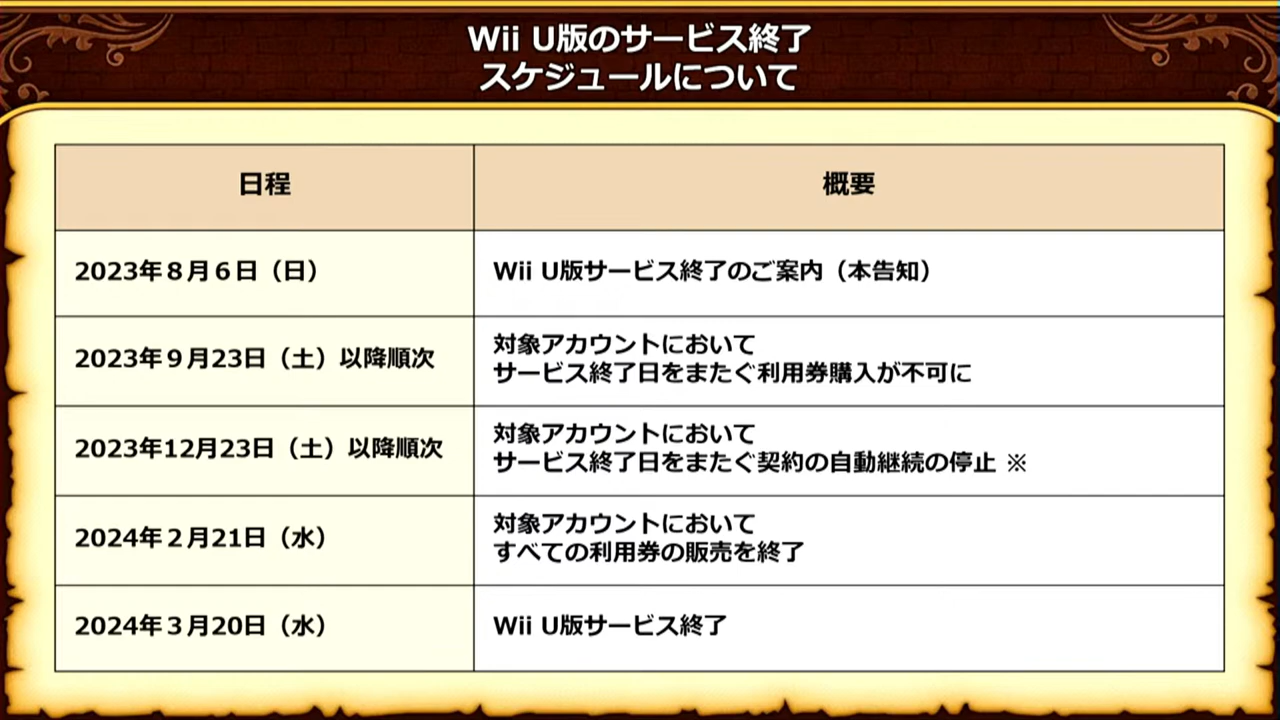 Wii U版のサービス終了
スケジュールについて
日程
概要
2023年８月６日（日）
Wii U版サービス終了のご案内（本告知）
2023年９月23日（土）以降順次
対象アカウントにおいて
サービス終了日をまたぐ利用券購入が不可に
2023年12月23日（土）以降順次
対象アカウントにおいて
サービス終了日をまたぐ契約の自動継続の停止 ※
2024年２月21日（水）
対象アカウントにおいて
すべての利用券の販売を終了
2024年３月20日（水）
Wii U版サービス終了